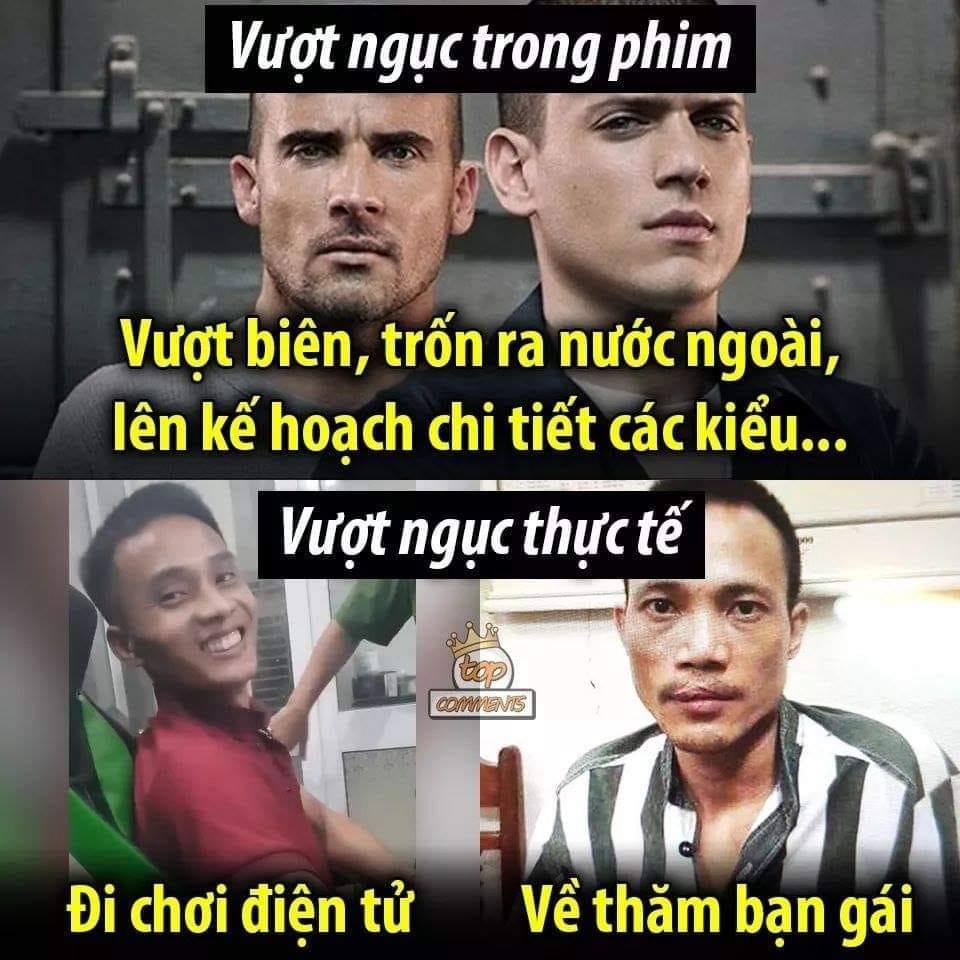 Vượt ngục trong phim
Vượt biên, trốn ra nước ngoài,
lên kế hoạch chi tiết các kiểu...
Vượt ngục thực tế
top
COMMENTS
Đi chơi điện tử
Về thăm bạn gái